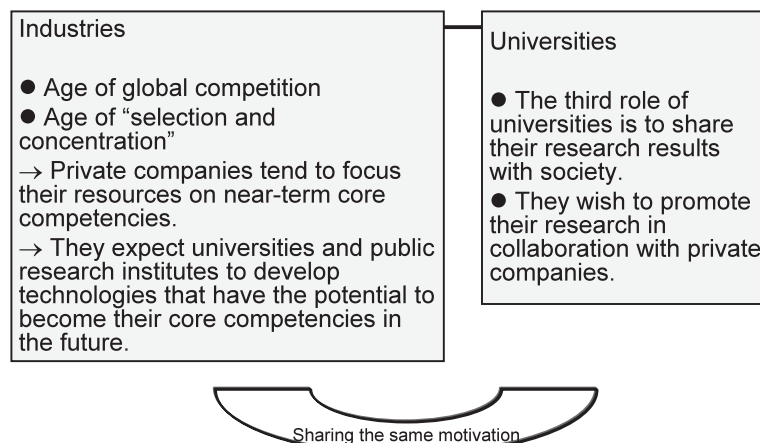 Industries
● Age of global competition
● Age of “selection and
concentration”
→ Private companies tend to focus
their resources on near-term core
competencies.
→ They expect universities and public
research institutes to develop
technologies that have the potential to
become their core competencies in
the future.
Universities
● The third role of
universities is to share
their research results
with society.
● They wish to promote
their research in
collaboration with private
companies.
Sharing the same motivation